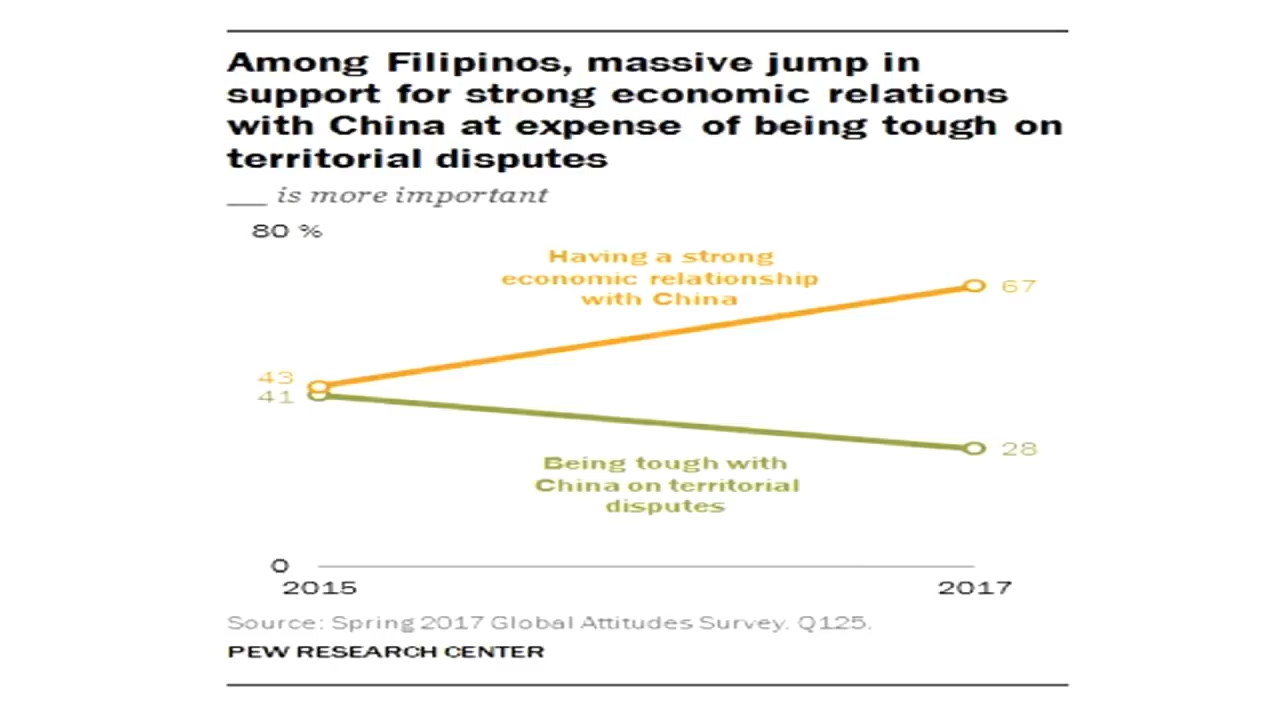 Among Filipinos, massive jump in
support for strong economic relations
with China at expense of being tough on
territorial disputes
___ is more important
80 %
Having a strong
economic relationship
with China
67
43
41
28
Being tough with
China on territorial
disputes
0
2015
2017
Source: Spring 2017 Global Attitudes Survey. Q125.
PEW RESEARCH CENTER